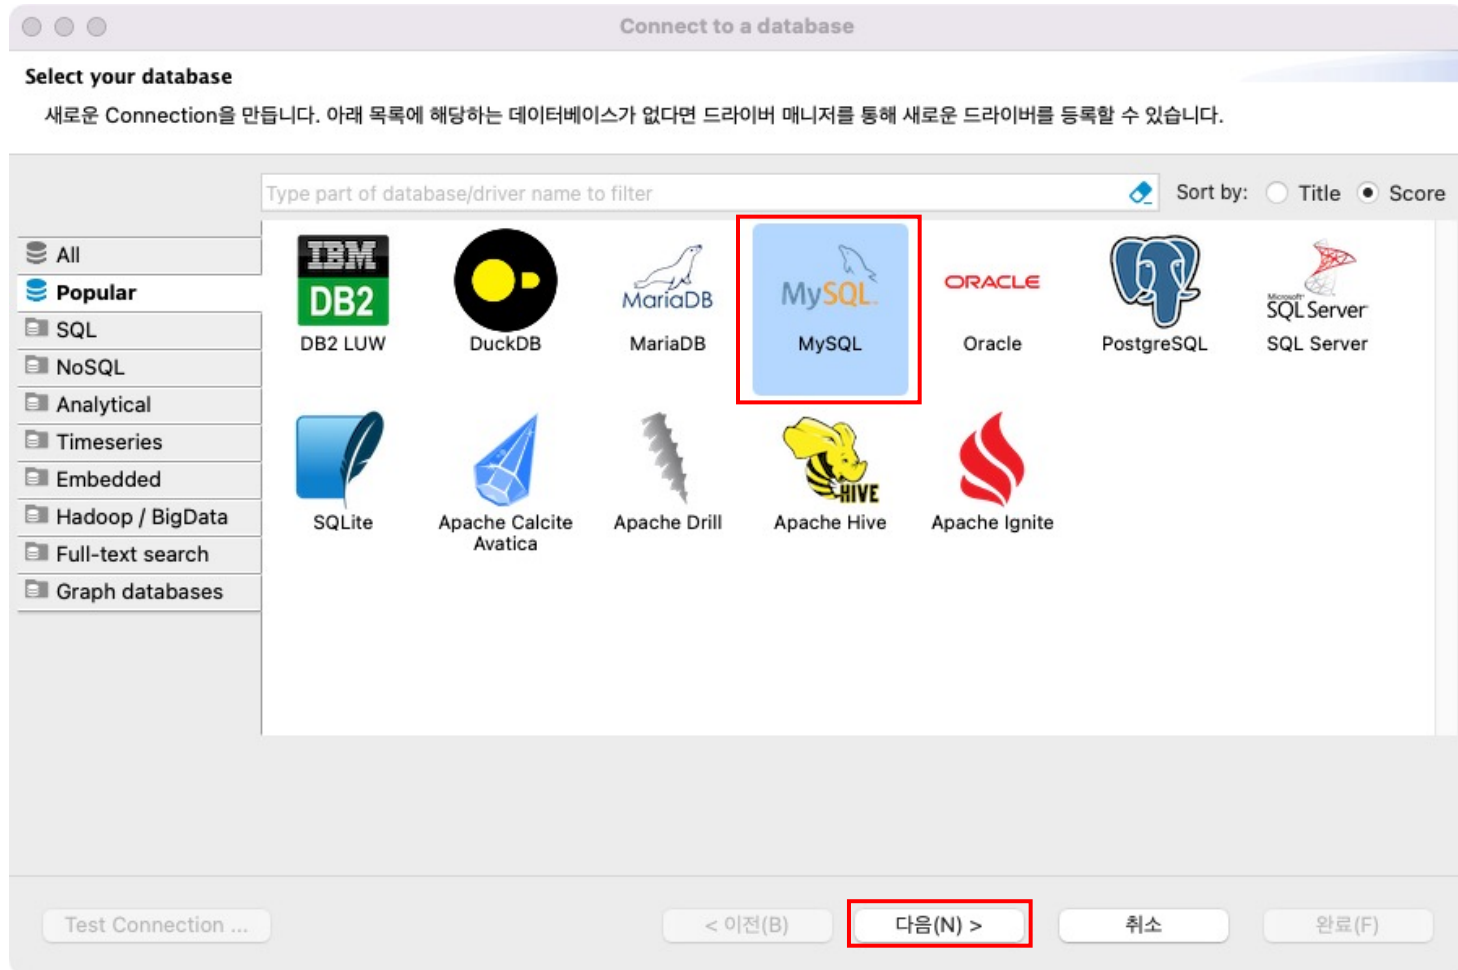 Connect to a database
Select your database
새로운 Connection을 만듭니다. 아래 목록에 해당하는 데이터베이스가 없다면 드라이버 매니저를 통해 새로운 드라이버를 등록할 수 있습니다.
Type part of database/driver name to filter
Sort by: Title Score
All
Popular
SQL
NoSQL
Analytical
Timeseries
Embedded
Hadoop / BigData
Full-text search
Graph databases
IBM
DB2
DB2 LUW
DuckDB
MariaDB
MariaDB
MySQL
MySQL
ORACLE
Oracle
PostgreSQL
Microsoft
SQL Server
SQL Server
SQLite
Apache Calcite
Avatica
Apache Drill
HIVE
Apache Hive
Apache Ignite
Test Connection ...
< 이전(B)
다음(N) >
취소
완료(F)